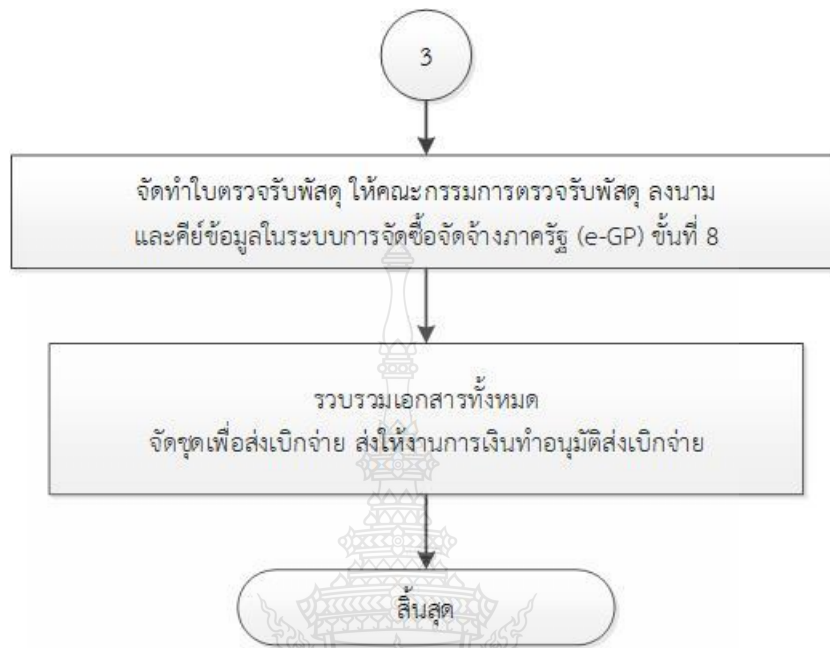 3
จัดทำใบตรวจรับพัสดุ ให้คณะกรรมการตรวจรับพัสดุ ลงนาม
และคีย์ข้อมูลในระบบการจัดซื้อจัดจ้างภาครัฐ (e-GP) ขั้นที่ 8
รวบรวมเอกสารทั้งหมด
จัดชุดเพื่อส่งเบิกจ่าย ส่งให้งานการเงินทำอนุมัติส่งเบิกจ่าย
สิ้นสุด